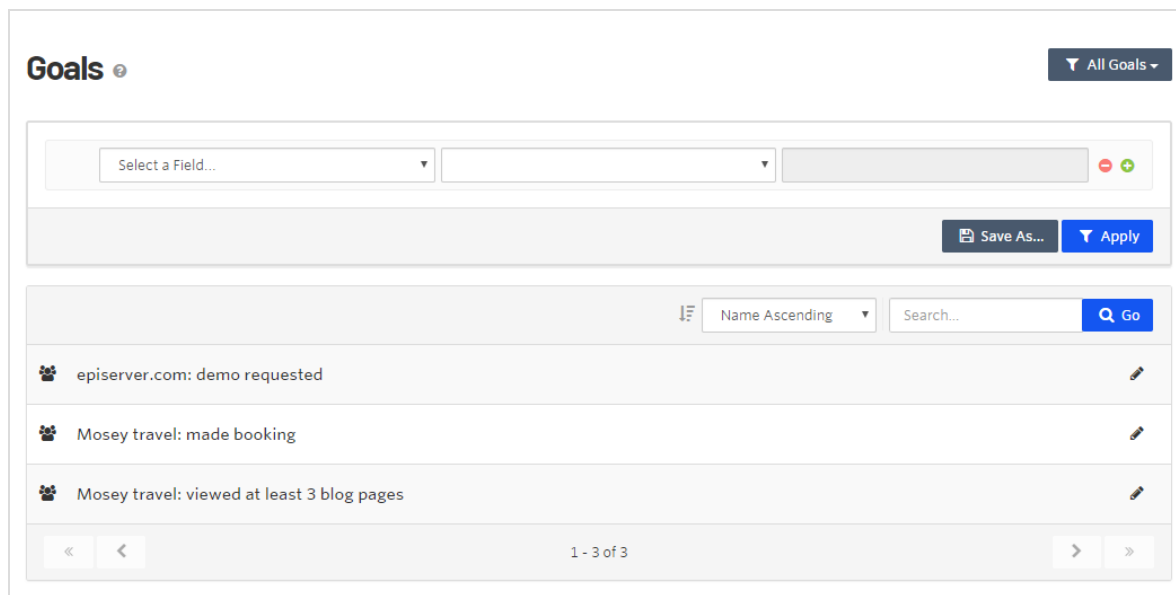 Goals
All Goals
Select a Field...
Save As... Apply
Name Ascending Search... Go
episerver.com: demo requested
Mosey travel: made booking
Mosey travel: viewed at least 3 blog pages
1 - 3 of 3